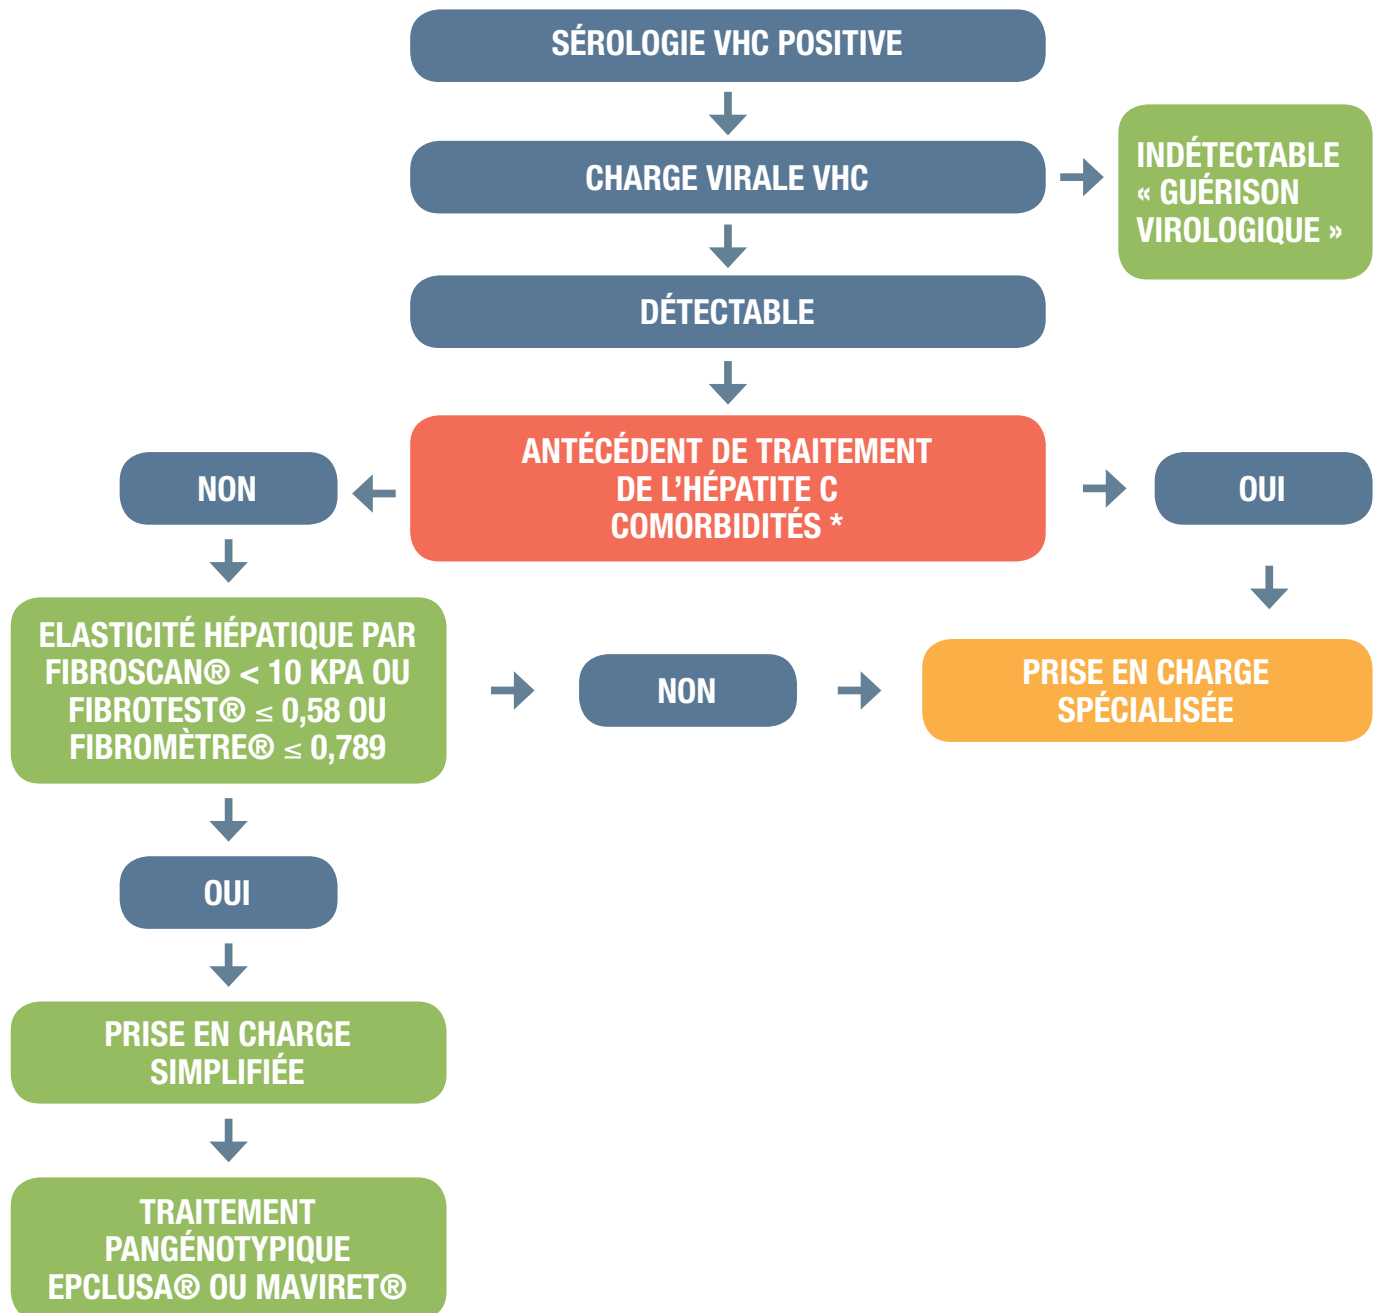 SÉROLOGIE VHC POSITIVE
CHARGE VIRALE VHC
INDÉTECTABLE
« GUÉRISON
VIROLOGIQUE »
DÉTECTABLE
ANTÉCÉDENT DE TRAITEMENT
DE L’HÉPATITE C
COMORBIDITÉS *
NON
OUI
ELASTICITÉ HÉPATIQUE PAR
FIBROSCAN® < 10 KPA OU
FIBROTEST® ≤ 0,58 OU
FIBROMÈTRE® ≤ 0,789
NON
PRISE EN CHARGE
SPÉCIALISÉE
OUI
PRISE EN CHARGE
SIMPLIFIÉE
TRAITEMENT
PANGÉNOTYPIQUE
EPCLUSA® OU MAVIRET®